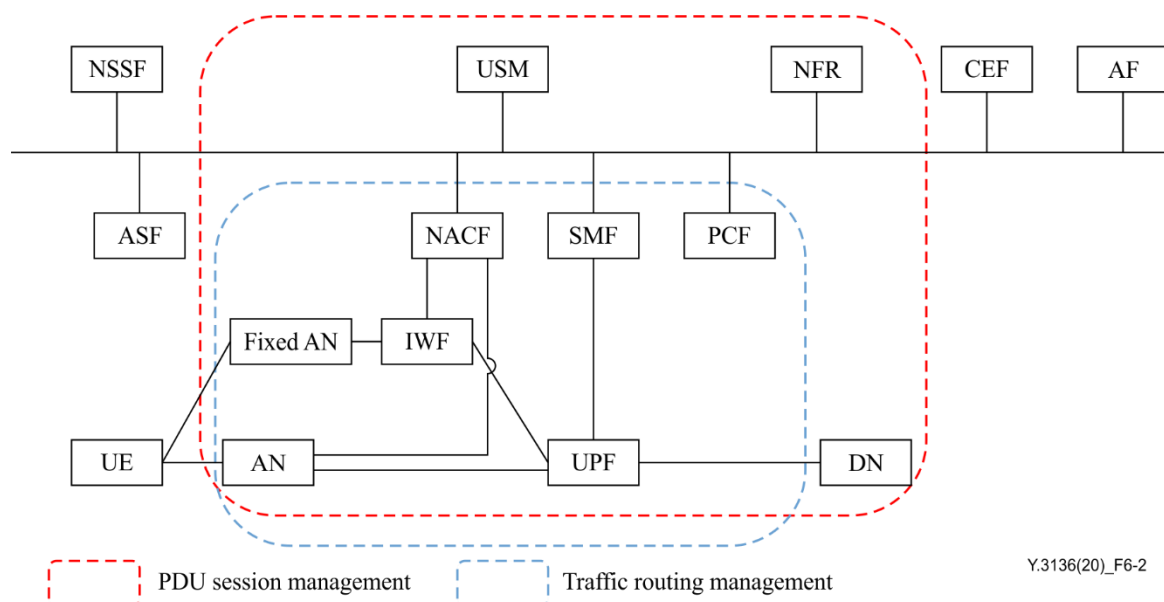 NSSF
USM
NFR
CEF
AF
ASF
NACF
SMF
PCF
Fixed AN
IWF
UE
AN
UPF
DN
PDU session management
Traffic routing management
Y.3136(20)_F6-2